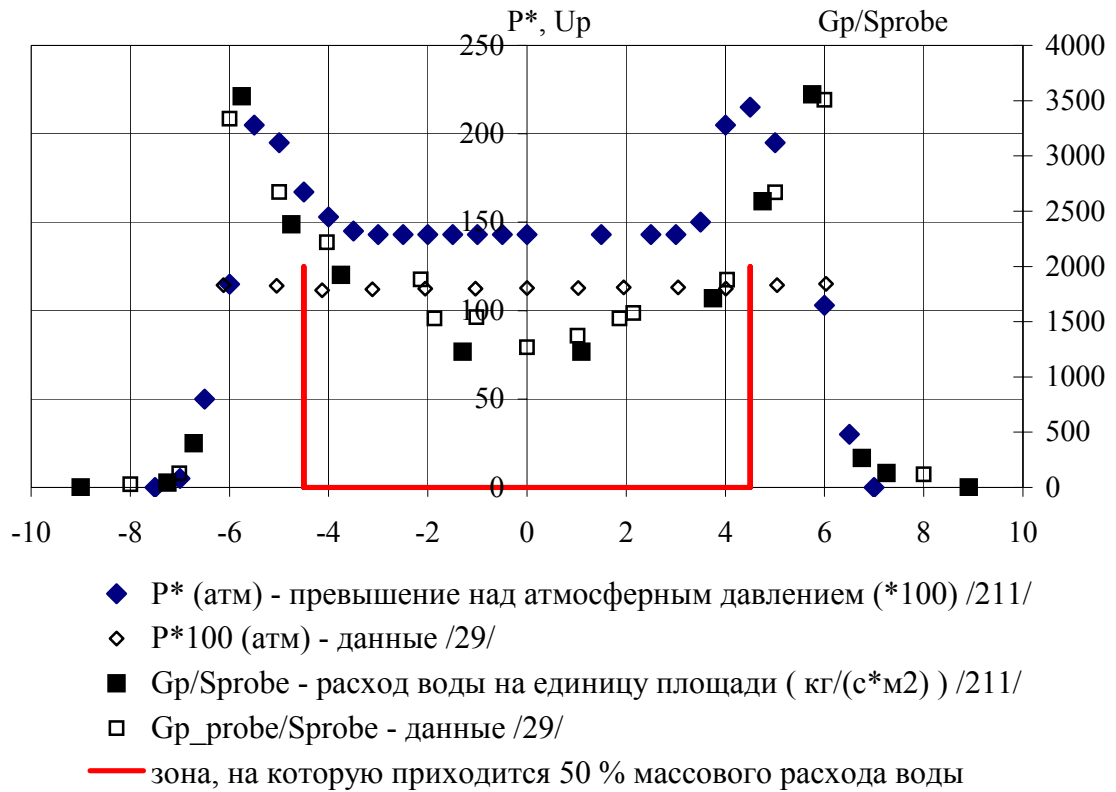 P*, Up Gp/Sprobe
250 4000
3500
200
3000
2500
150
2000
100
1500
1000
50
500
0 0
-10 -8 -6 -4 -2 0 2 4 6 8 10
P* (атм) - превышение над атмосферным давлением (*100) /211/
P*100 (атм) - данные /29/
Gp/Sprobe - расход воды на единицу площади ( кг/(с*м2) ) /211/
Gp_probe/Sprobe - данные /29/
зона, на которую приходится 50 % массового расхода воды